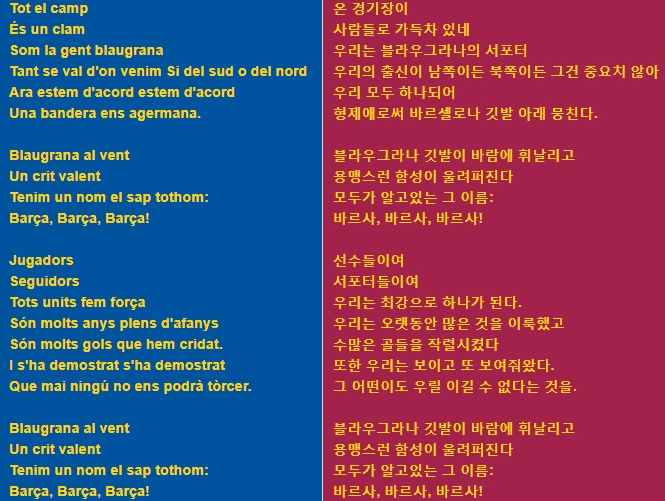 Tot el camp
És un clam
Som la gent blaugrana
Tant se val d'on venim Si del sud o del nord
Ara estem d'acord estem d'acord
Una bandera ens agermana.
Blaugrana al vent
Un crit valent
Tenim un nom el sap tothom:
Barça, Barça, Barça!
Jugadors
Seguidors
Tots units fem força
Són molts anys plens d'afanys
Són molts gols que hem cridat.
I s'ha demostrat s'ha demostrat
Que mai ningú no ens podrà tòrcer.
Blaugrana al vent
Un crit valent
Tenim un nom el sap tothom:
Barça, Barça, Barça!
온 경기장이
사람들로 가득차 있네
우리는 블라우그라나의 서포터
우리의 출신이 남쪽이든 북쪽이든 그건 중요치 않아
우리 모두 하나되어
형제애로써 바르셀로나 깃발 아래 뭉친다.
블라우그라나 깃발이 바람에 휘날리고
용맹스런 함성이 울려퍼진다
모두가 알고있는 그 이름:
바르사, 바르사, 바르사!
선수들이여
서포터들이여
우리는 최강으로 하나가 된다.
우리는 오랫동안 많은 것을 이룩했고
수많은 골들을 작렬시켰다
또한 우리는 보이고 또 보여줘왔다.
그 어떤이도 우릴 이길 수 없다는 것을.
블라우그라나 깃발이 바람에 휘날리고
용맹스런 함성이 울려퍼진다
모두가 알고있는 그 이름:
바르사, 바르사, 바르사!